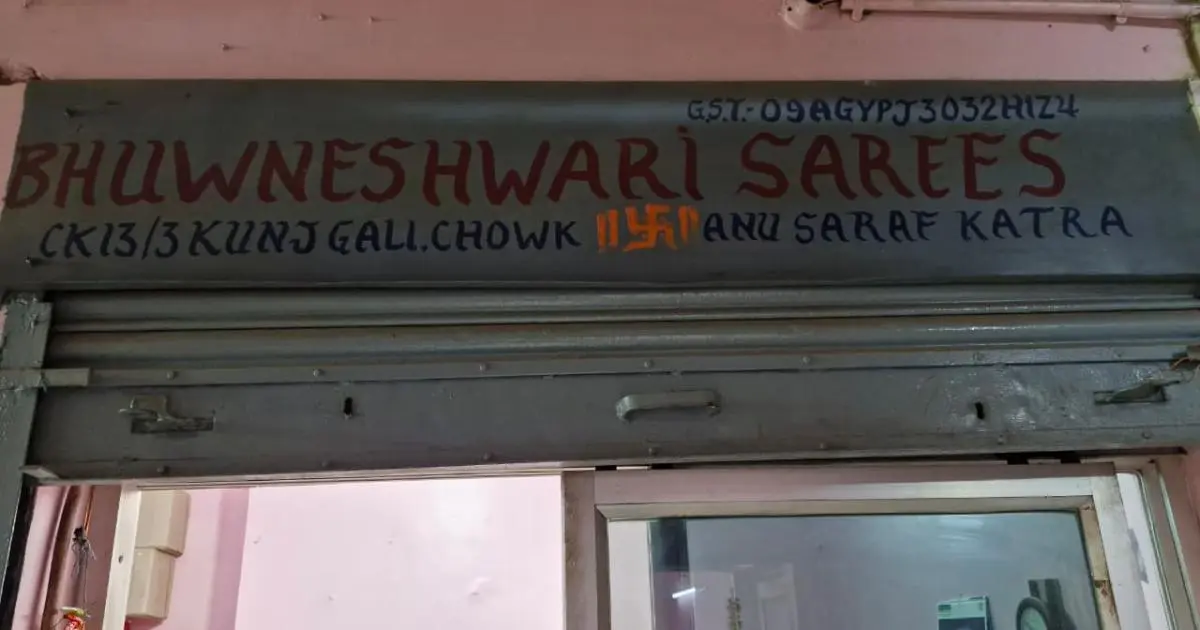 G.S.T.-09AGYPJ3032H1Z4
BHUWNESHWARI SAREES
CK13/3 KUNJ GALI.CHOWK ॥卐॥ ANU SARAF KATRA